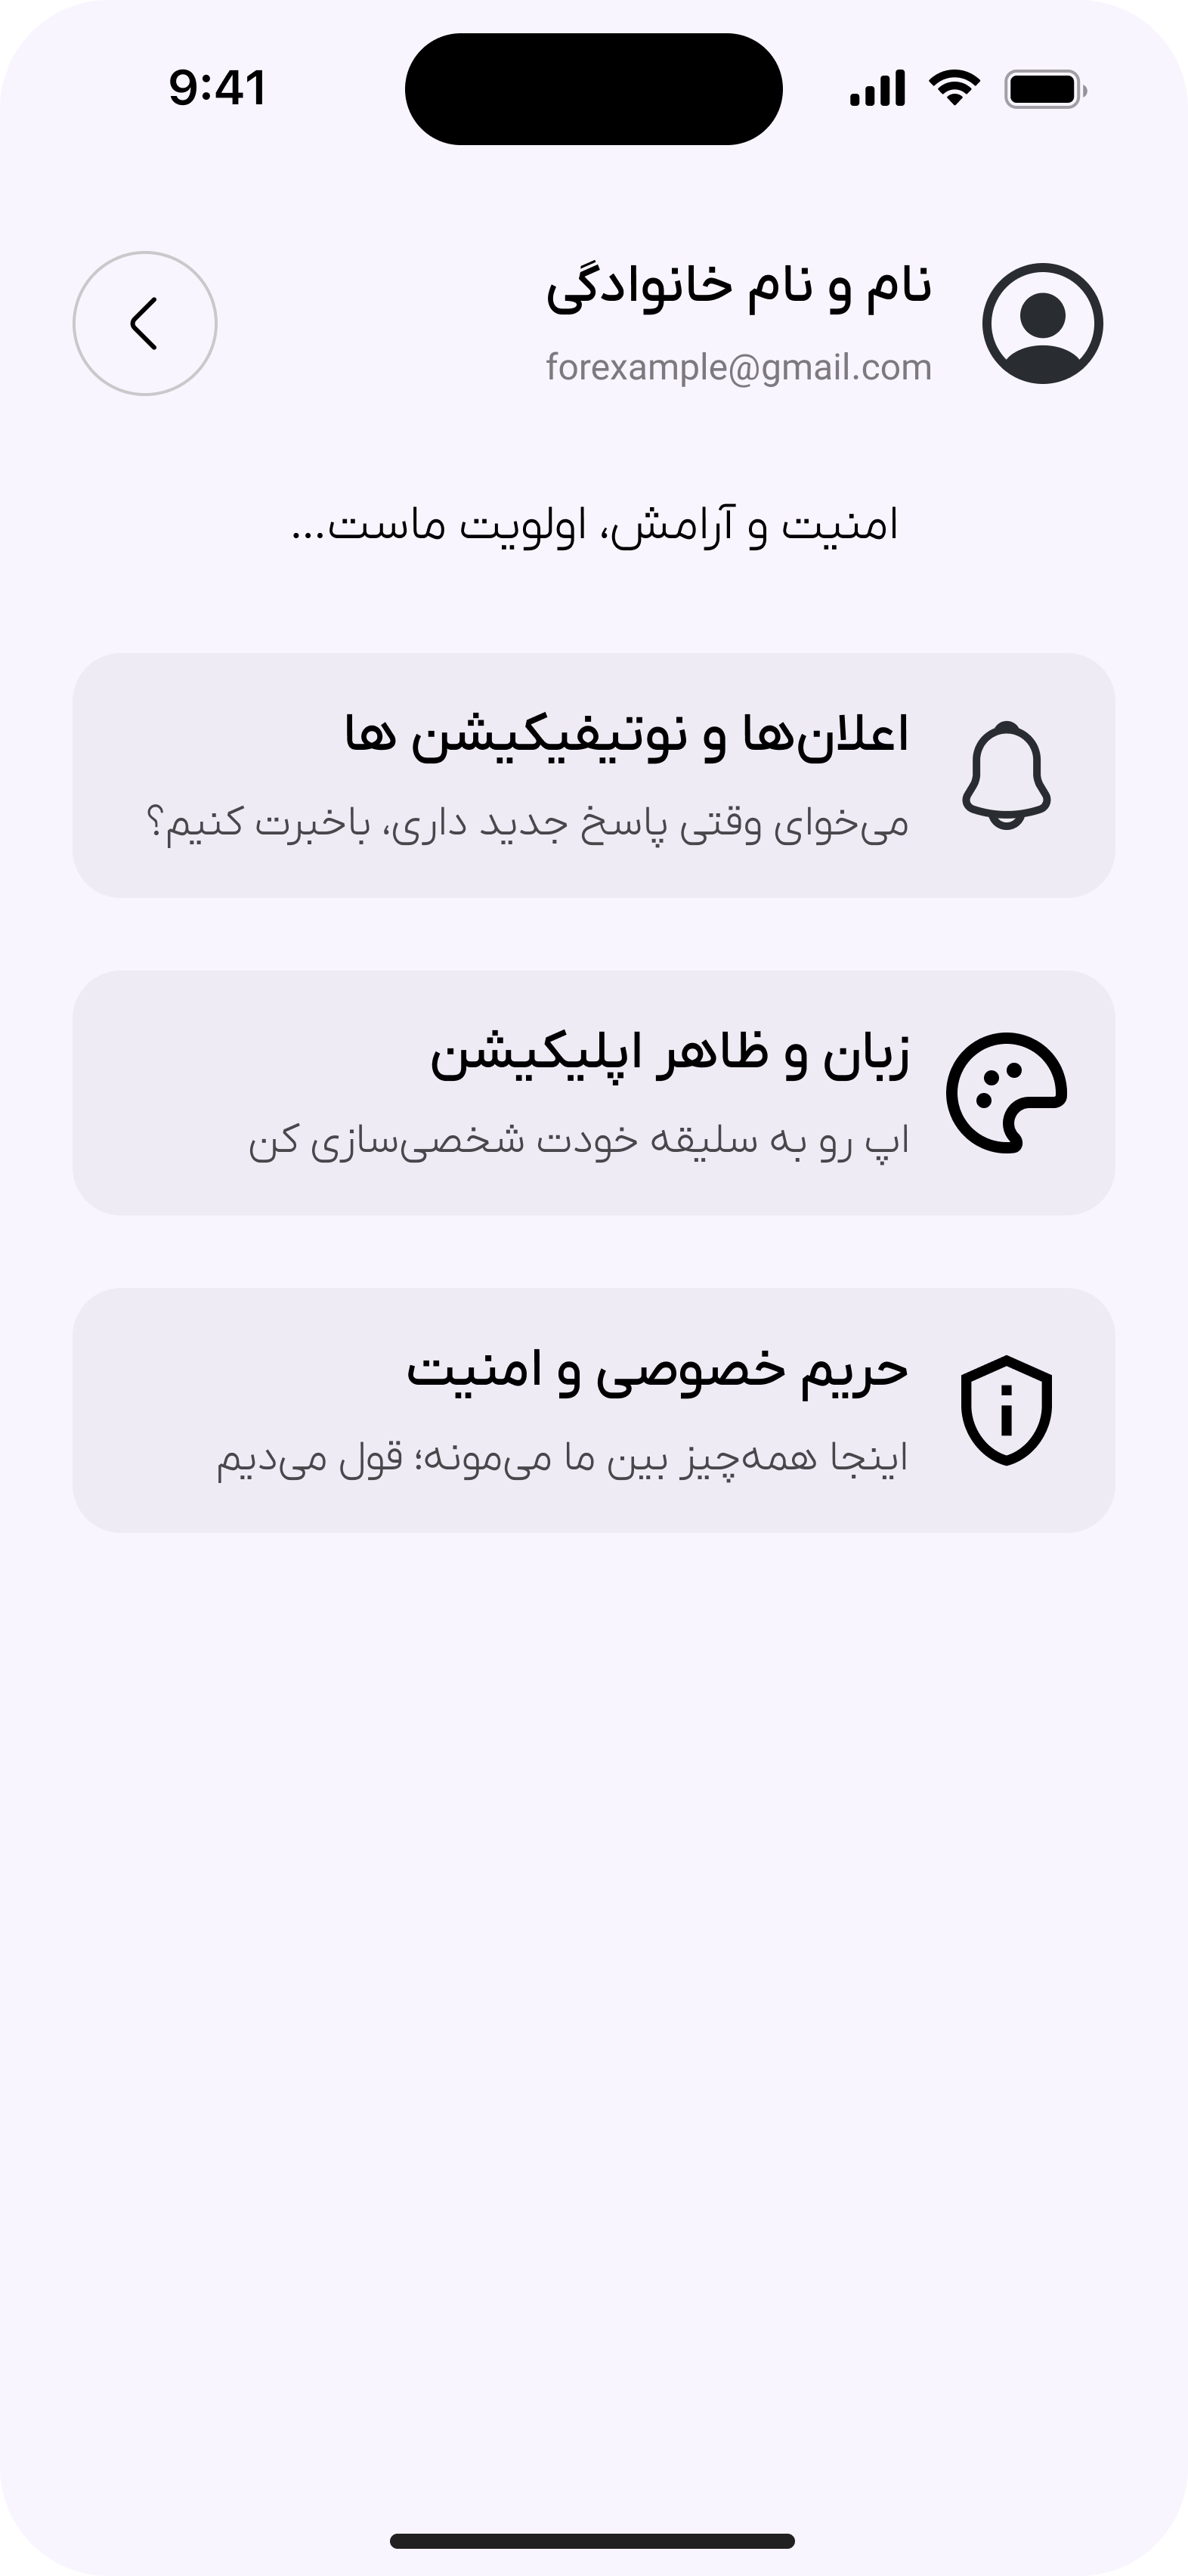 9:41
نام و نام خانوادگی
forexample@gmail.com
امنیت و آرامش، اولویت ماست...
اعلان‌ها و نوتیفیکیشن ها
می‌خوای وقتی پاسخ جدید داری، باخبرت کنیم؟
زبان و ظاهر اپلیکیشن
اپ رو به سلیقه خودت شخصی‌سازی کن
حریم خصوصی و امنیت
اینجا همه‌چیز بین ما می‌مونه؛ قول می‌دیم